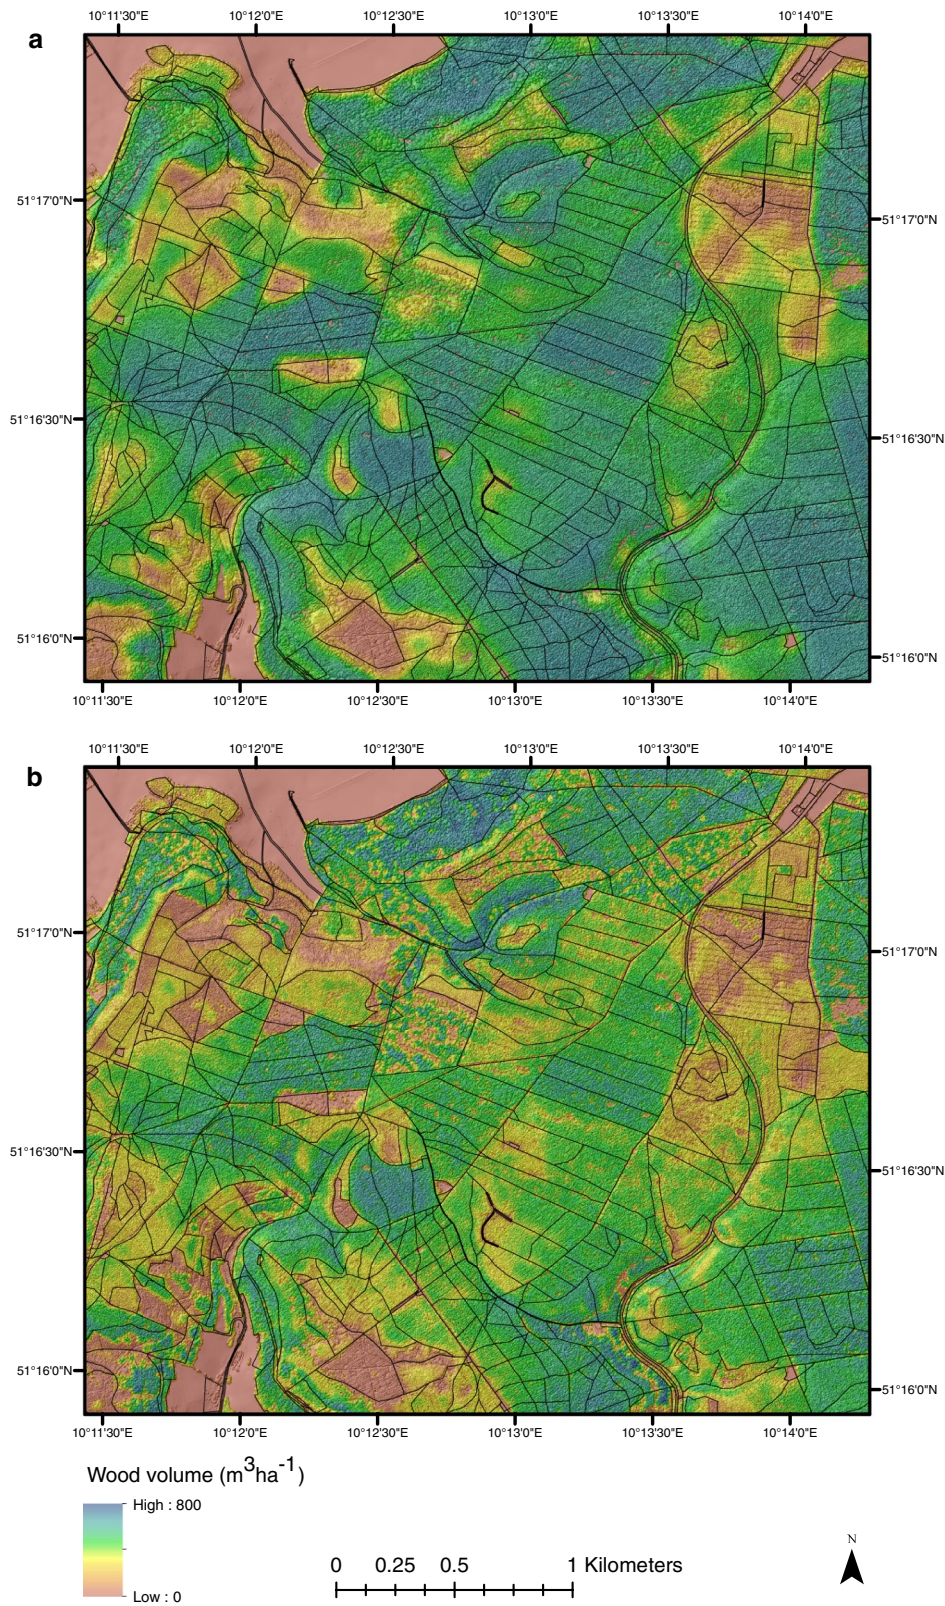 10°11'30"E 10°12'0"E 10°12'30"E 10°13'0"E 10°13'30"E 10°14'0"E
a
51°17'0"N 51°17'0"N
51°16'30"N 51°16'30"N
51°16'0"N 51°16'0"N
10°11'30"E 10°12'0"E 10°12'30"E 10°13'0"E 10°13'30"E 10°14'0"E
10°11'30"E 10°12'0"E 10°12'30"E 10°13'0"E 10°13'30"E 10°14'0"E
b
51°17'0"N 51°17'0"N
51°16'30"N 51°16'30"N
51°16'0"N 51°16'0"N
10°11'30"E 10°12'0"E 10°12'30"E 10°13'0"E 10°13'30"E 10°14'0"E
Wood volume (m³ha⁻¹)
High : 800
Low : 0
0 0.25 0.5 1 Kilometers
N